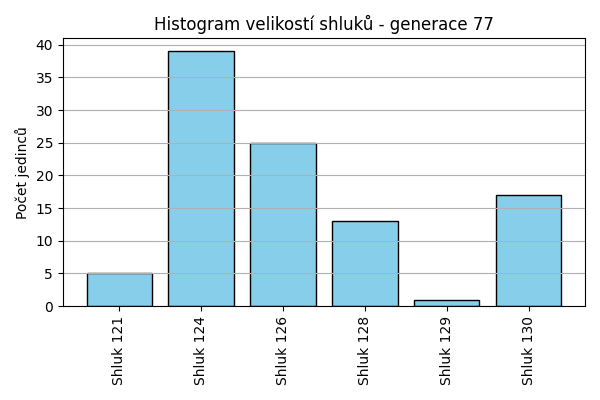 Histogram velikostí shluků - generace 77
Počet jedinců
40
35
30
25
20
15
10
5
0
Shluk 121
Shluk 124
Shluk 126
Shluk 128
Shluk 129
Shluk 130